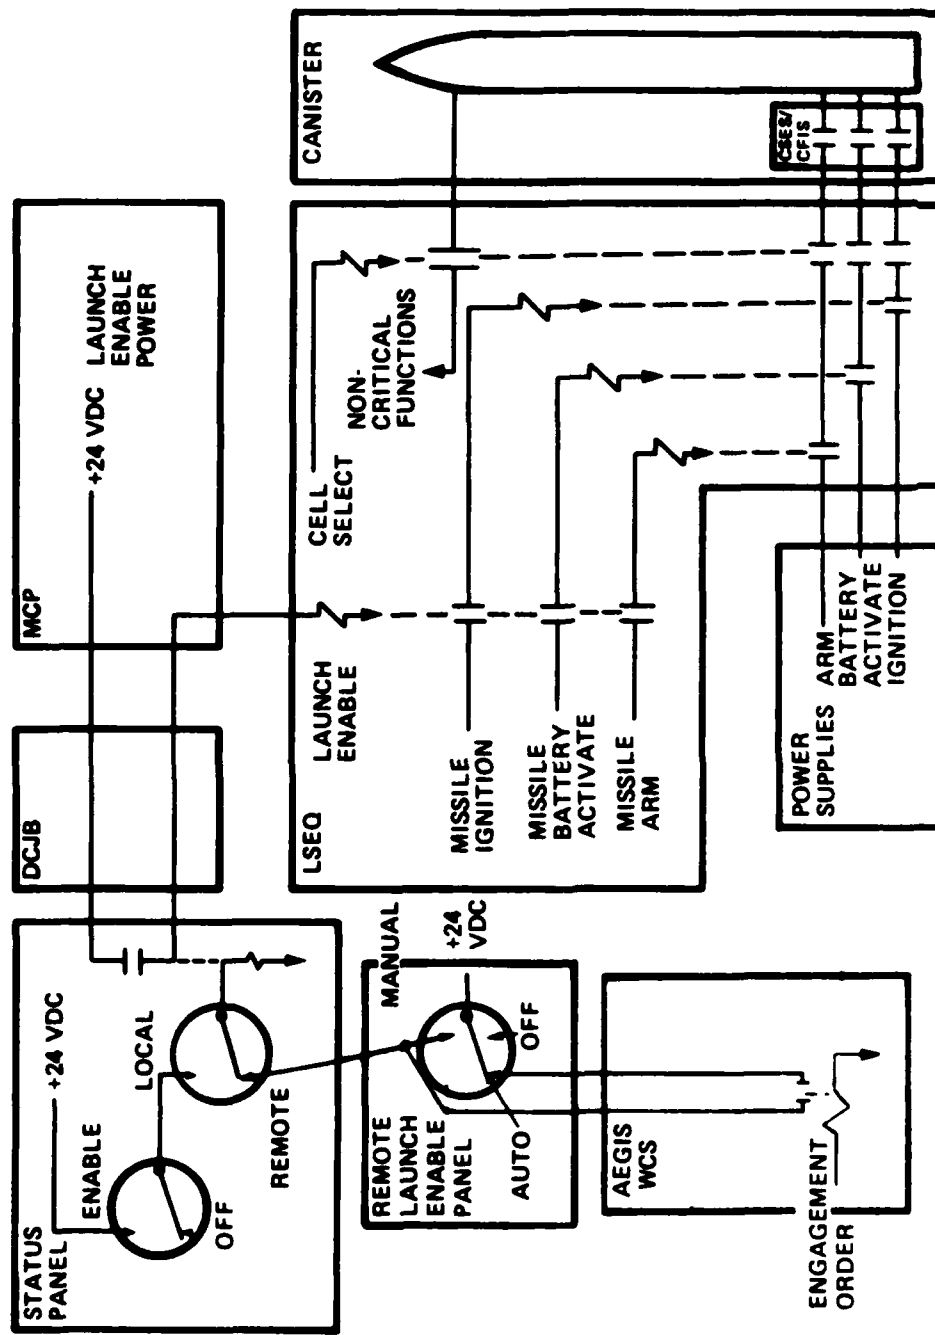 STATUS
PANEL
ENABLE
+24 VDC
OFF
LOCAL
REMOTE
DCJB
MCP
+24 VDC
LAUNCH
ENABLE
POWER
REMOTE
LAUNCH
ENABLE
PANEL
MANUAL
+24
VDC
OFF
AUTO
AEGIS
WCS
ENGAGEMENT
ORDER
LSEQ
LAUNCH
ENABLE
CELL
SELECT
NON-
CRITICAL
FUNCTIONS
MISSILE
IGNITION
MISSILE
BATTERY
ACTIVATE
MISSILE
ARM
POWER
SUPPLIES
ARM
BATTERY
ACTIVATE
IGNITION
CANISTER
CSES/
CFIS